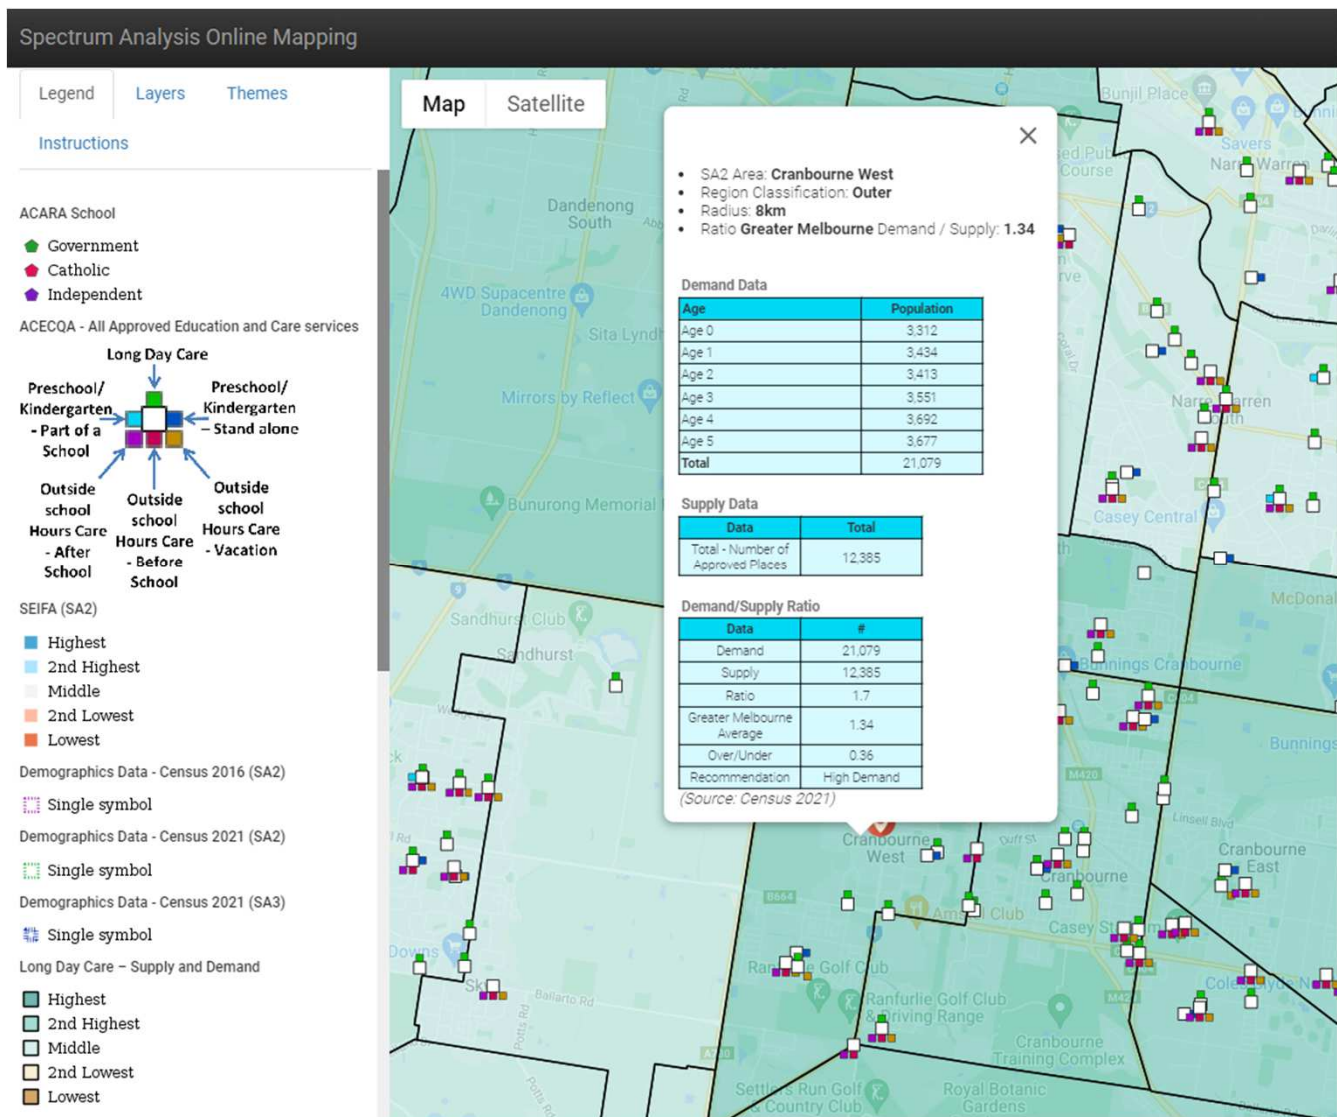 Spectrum Analysis Online Mapping
Legend
Layers
Themes
Instructions
ACARA School
Government
Catholic
Independent
ACECQA - All Approved Education and Care services
Long Day Care
Preschool/
Kindergarten
- Part of a
School
Preschool/
Kindergarten
– Stand alone
Outside
school
Hours Care
- After
School
Outside
school
Hours Care
- Before
School
Outside
school
Hours Care
- Vacation
SEIFA (SA2)
Highest
2nd Highest
Middle
2nd Lowest
Lowest
Demographics Data - Census 2016 (SA2)
Single symbol
Demographics Data - Census 2021 (SA2)
Single symbol
Demographics Data - Census 2021 (SA3)
Single symbol
Long Day Care – Supply and Demand
Highest
2nd Highest
Middle
2nd Lowest
Lowest
Map
Satellite
SA2 Area: Cranbourne West
Region Classification: Outer
Radius: 8km
Ratio Greater Melbourne Demand / Supply: 1.34
Demand Data
Age Population
Age 0 3,312
Age 1 3,434
Age 2 3,413
Age 3 3,551
Age 4 3,692
Age 5 3,677
Total 21,079
Supply Data
Data Total
Total - Number of
Approved Places
12,385
Demand/Supply Ratio
Data #
Demand 21,079
Supply 12,385
Ratio 1.7
Greater Melbourne
Average
1.34
Over/Under 0.36
Recommendation High Demand
(Source: Census 2021)
Dandenong
South
Rd
4WD Supacentre
Dandenong
Sita
Mirrors by Reflect
Bunurong Memorial
9
Sandhurst Club
Sandhurst
Rd
Downs
Ballarto Rd
Potts Rd
Potts Rd
Bunjil Place
Savers
Narre Warren
Course
Narre Warren
South
Casey Central
Bunnings Cranbourne
Bunnings
M420
Linsell Blvd
Cranbourne
East
Cranbourne
West
Duff St
Cranbourne
B664
Club
Casey
Golf Club
Ranfurlie Golf Club
& Driving Range
Cranbourne
Training Complex
Settlers Run Golf
& Country Club
Royal Botanic
Gardens